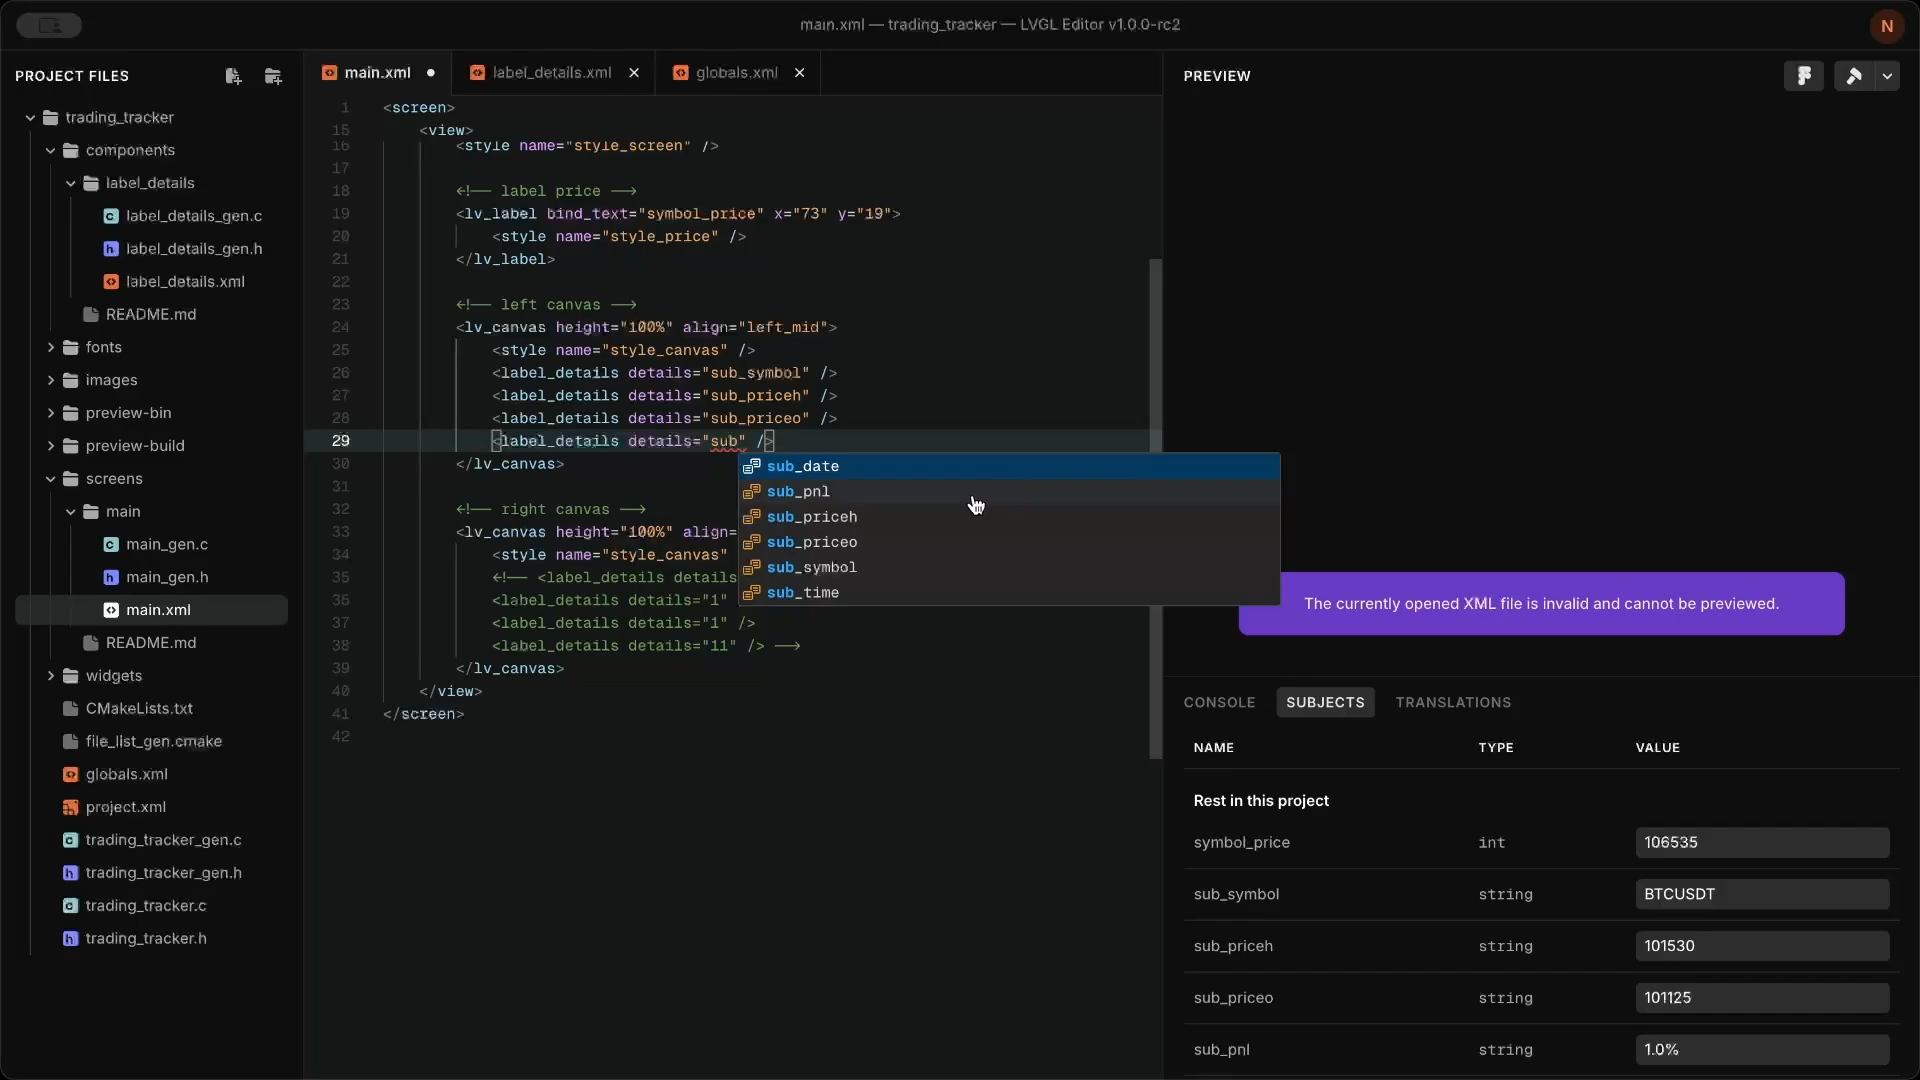 main.xml — trading_tracker — LVGL Editor v1.0.0-rc2
N
PROJECT FILES
trading_tracker
components
label_details
label_details_gen.c
label_details_gen.h
label_details.xml
README.md
fonts
images
preview-bin
preview-build
screens
main
main_gen.c
main_gen.h
main.xml
README.md
widgets
CMakeLists.txt
file_list_gen.cmake
globals.xml
project.xml
trading_tracker_gen.c
trading_tracker_gen.h
trading_tracker.c
trading_tracker.h
main.xml
label_details.xml
globals.xml
1 <screen>
15 <view>
16 <style name="style_screen" />
17
18 <!-- label price -->
19 <lv_label bind_text="symbol_price" x="73" y="19">
20 <style name="style_price" />
21 </lv_label>
22
23 <!-- left canvas -->
24 <lv_canvas height="100%" align="left_mid">
25 <style name="style_canvas" />
26 <label_details details="sub_symbol" />
27 <label_details details="sub_priceh" />
28 <label_details details="sub_priceo" />
29 <label_details details="sub" />
30 </lv_canvas>
31
32 <!-- right canvas -->
33 <lv_canvas height="100%" align=
34 <style name="style_canvas"
35 <!-- <label_details details
36 <label_details details="1"
37 <label_details details="1" />
38 <label_details details="11" /> -->
39 </lv_canvas>
40 </view>
41 </screen>
42
sub_date
sub_pnl
sub_priceh
sub_priceo
sub_symbol
sub_time
PREVIEW
The currently opened XML file is invalid and cannot be previewed.
CONSOLE SUBJECTS TRANSLATIONS
NAME TYPE VALUE
Rest in this project
symbol_price int 106535
sub_symbol string BTCUSDT
sub_priceh string 101530
sub_priceo string 101125
sub_pnl string 1.0%